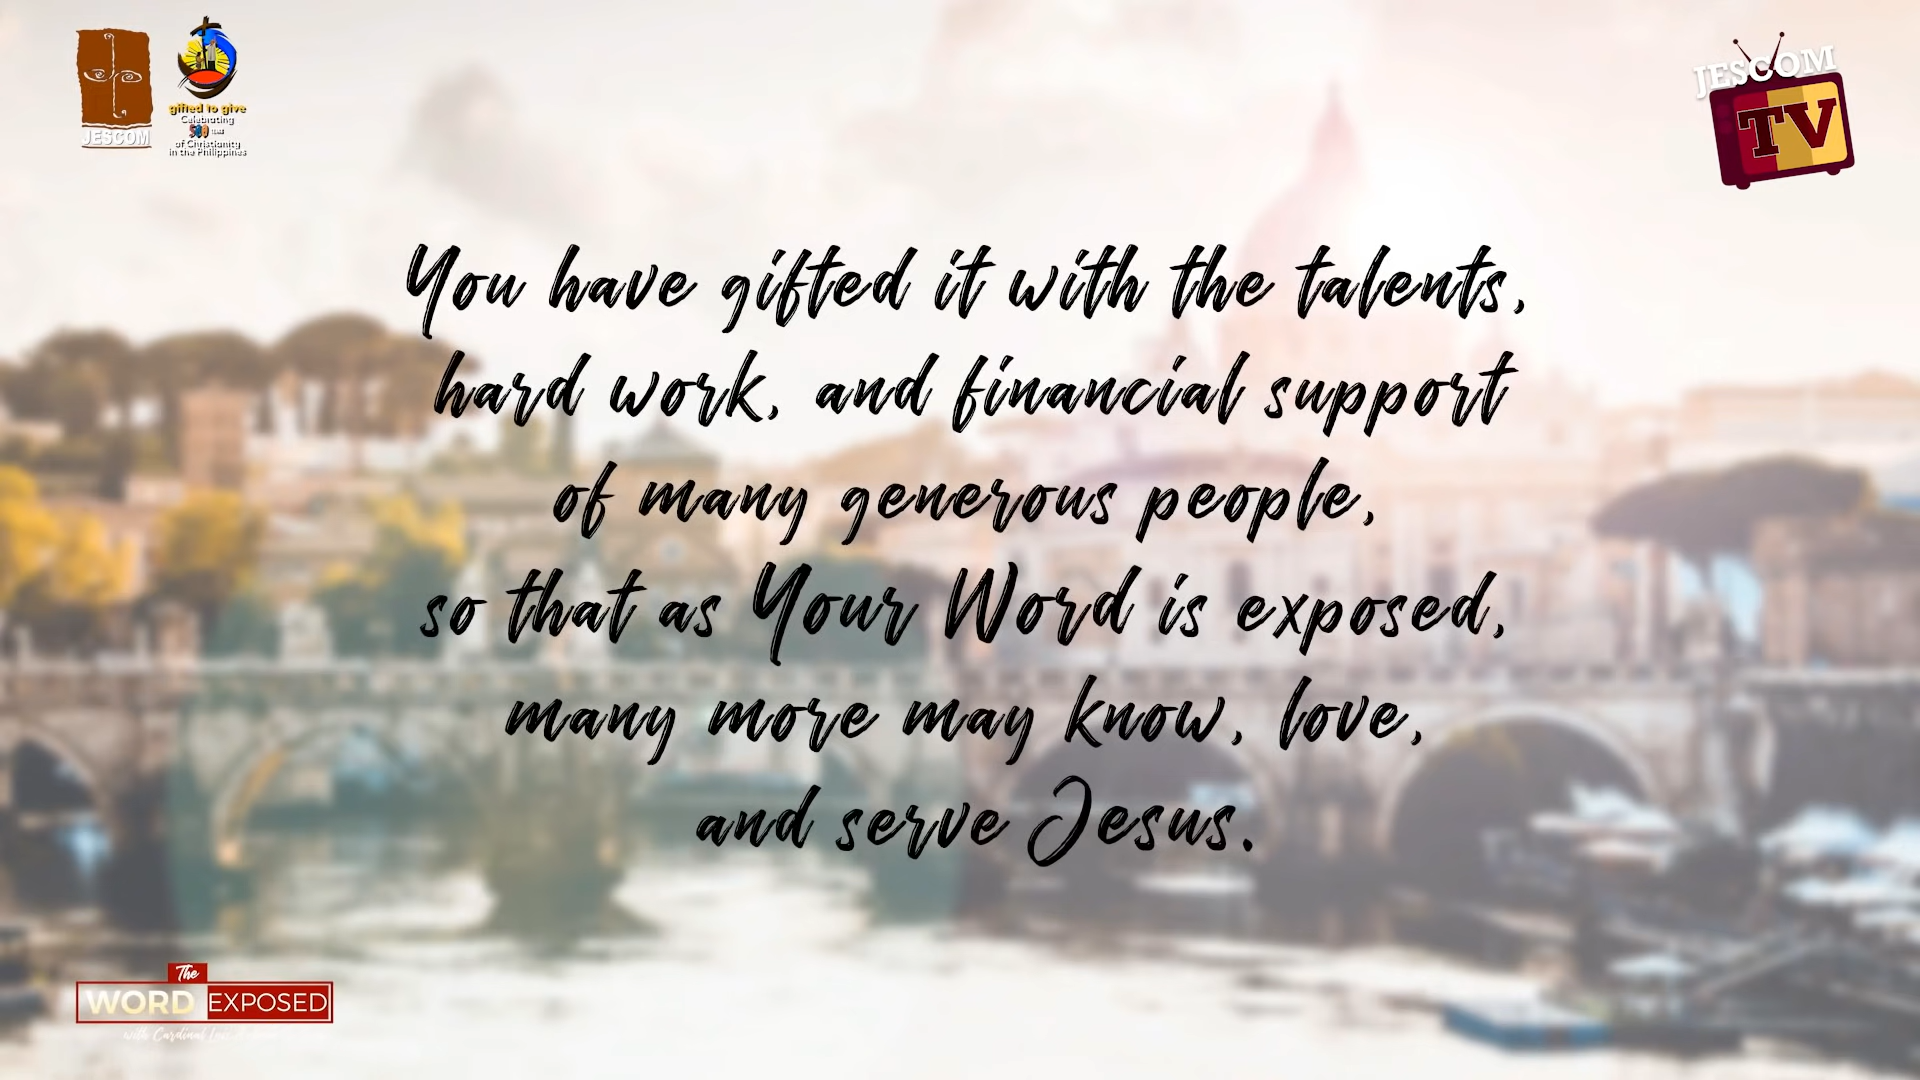 JESCOM
gifted to give
Celebrating
500 YEARS
of Christianity
in the Philippines
JESCOM
TV
You have gifted it with the talents,
hard work, and financial support
of many generous people,
so that as Your Word is exposed,
many more may know, love,
and serve Jesus.
The
WORD EXPOSED
with Cardinal